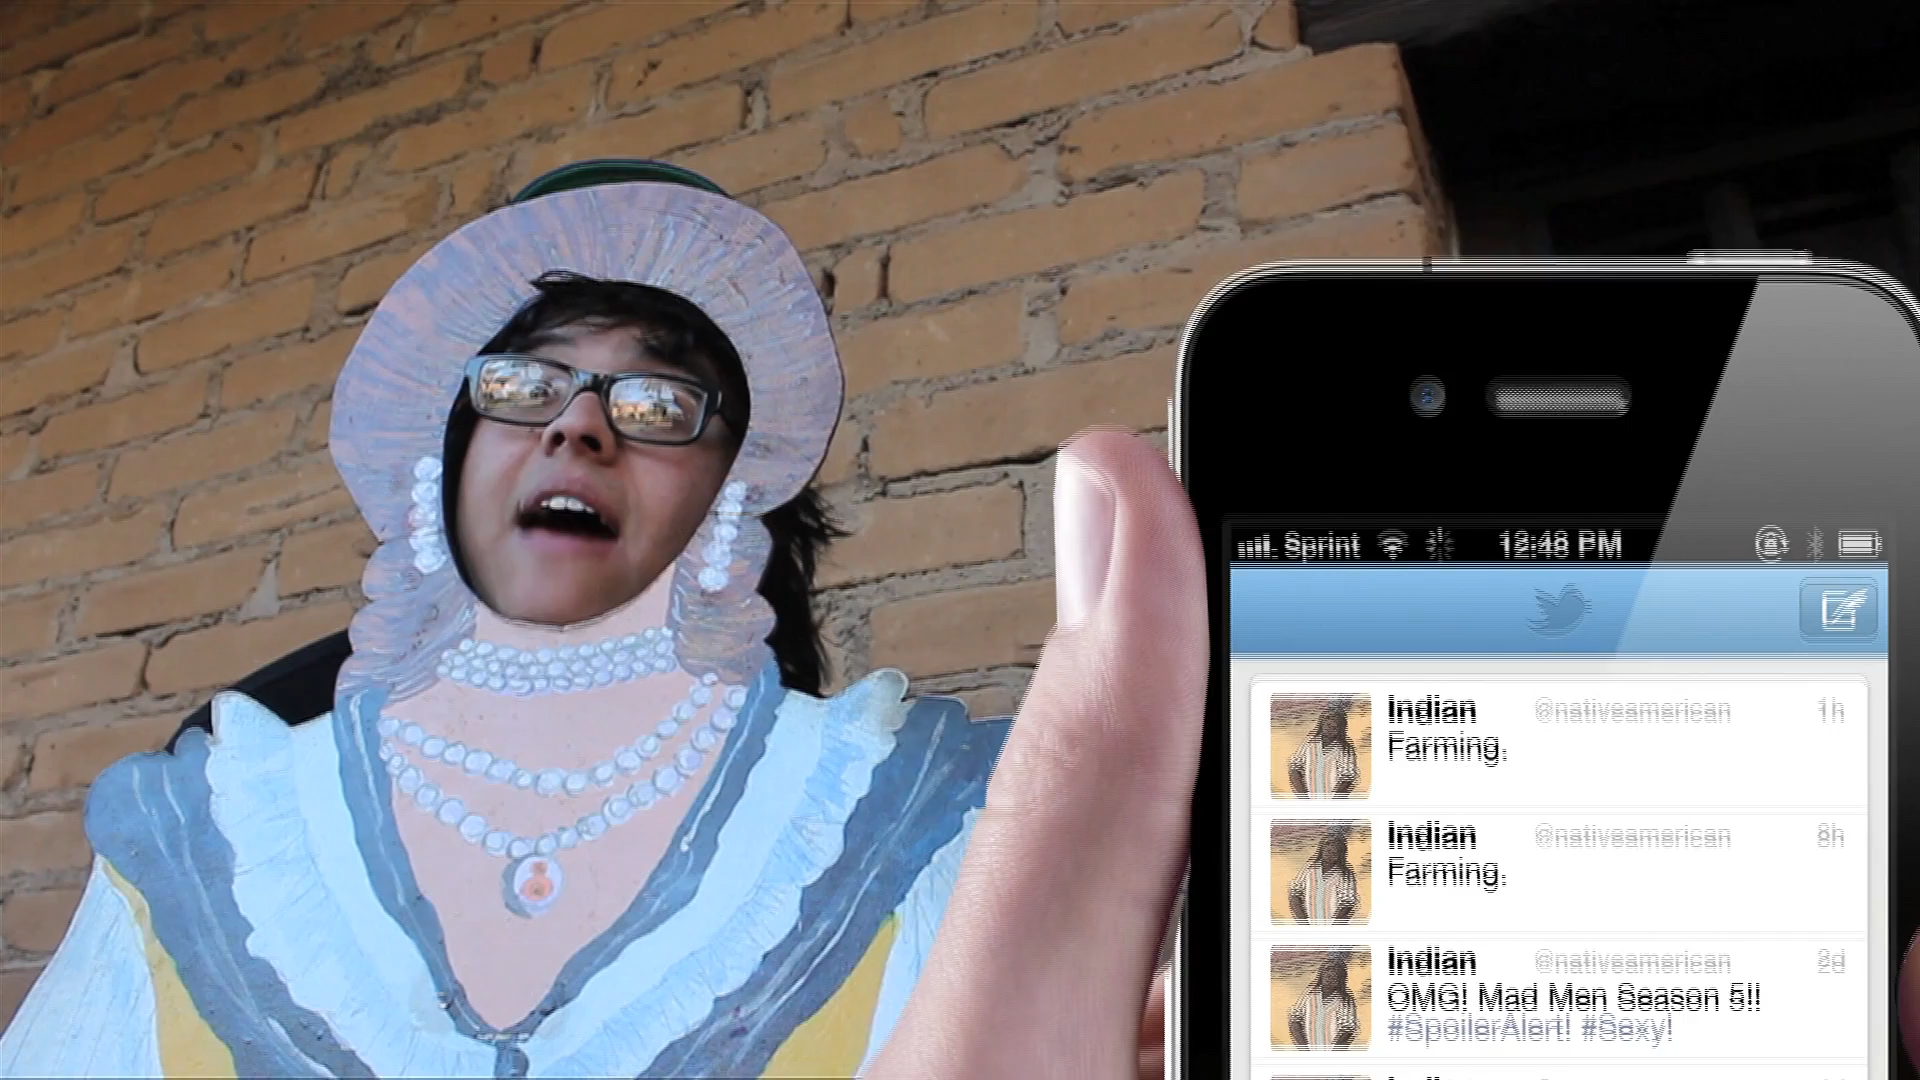 Sprint 12:48 PM
Indian @nativeamerican 1h
Farming.
Indian @nativeamerican 8h
Farming.
Indian @nativeamerican 2d
OMG! Mad Men Season 5!!
#SpoilerAlert! #Sexy!